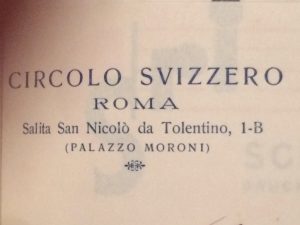 CIRCOLO SVIZZERO
ROMA
Salita San Nicolò da Tolentino, 1-B
(PALAZZO MORONI)